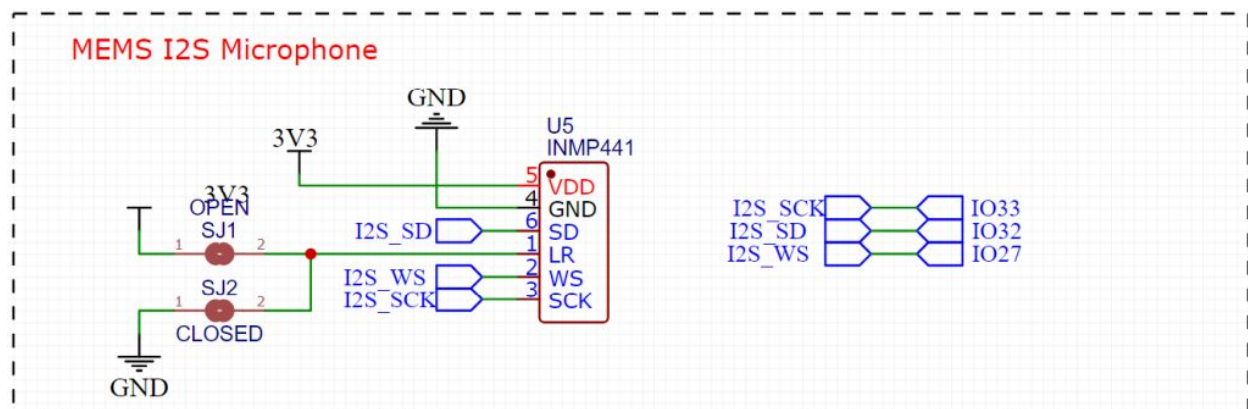 MEMS I2S Microphone
GND
3V3
U5
INMP441
3V3
OPEN
SJ1
1 2
SJ2
1 2
CLOSED
GND
5 VDD
4 GND
I2S_SD 6 SD
1 LR
I2S_WS 2 WS
I2S_SCK 3 SCK
I2S_SCK IO33
I2S_SD IO32
I2S_WS IO27